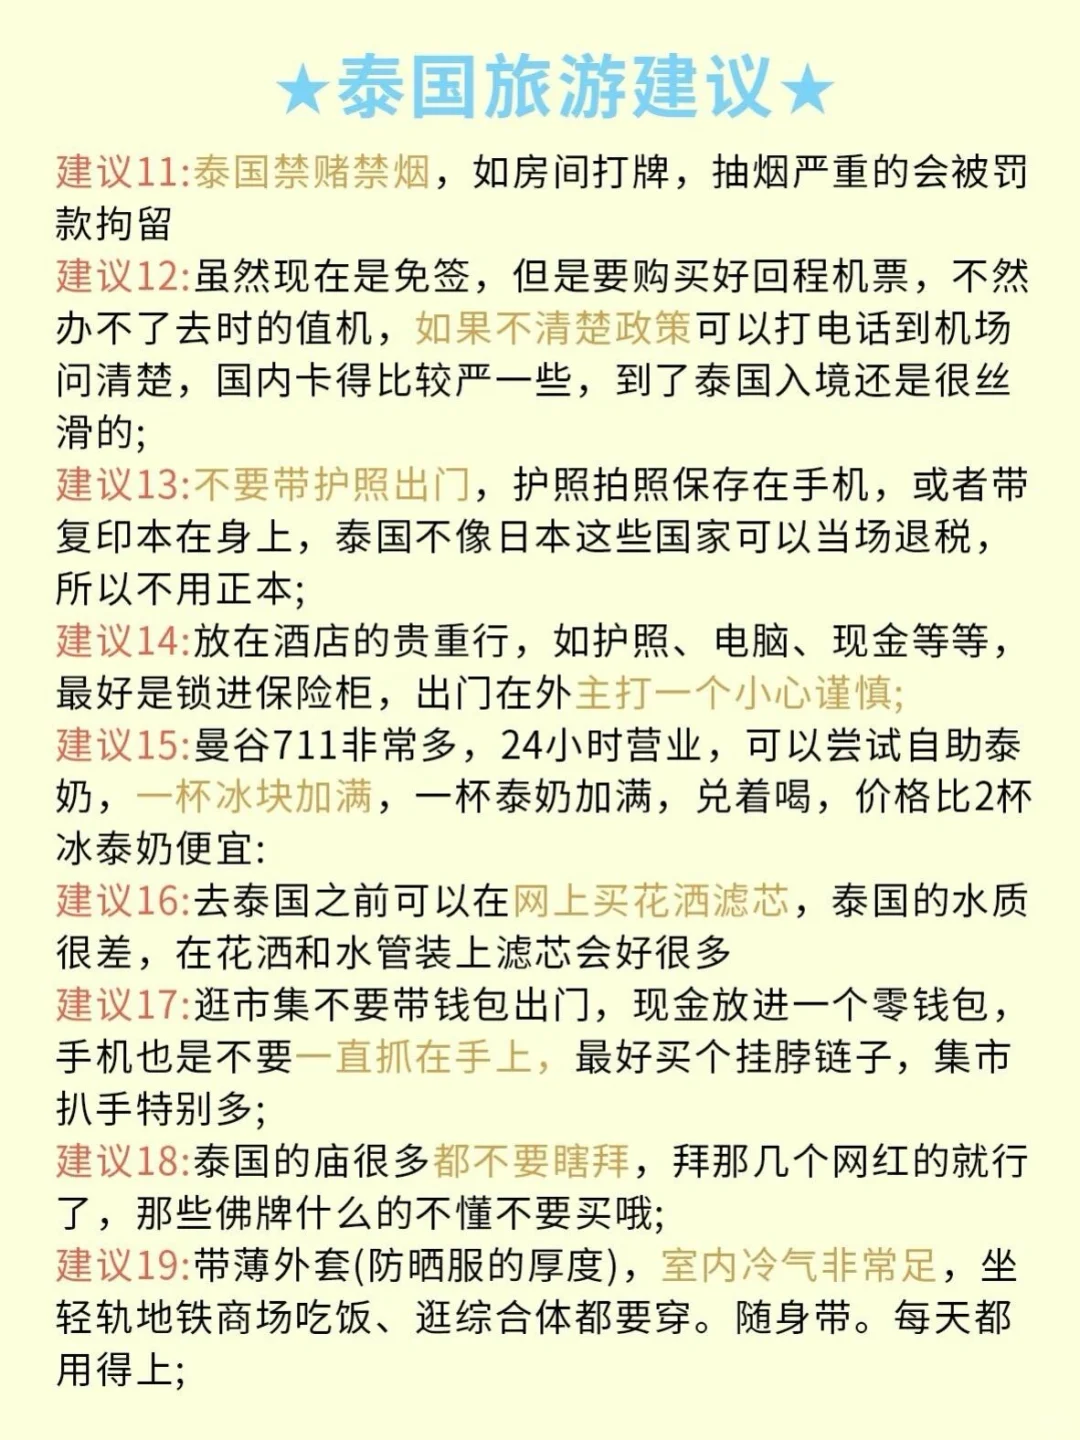 ★泰国旅游建议★
建议11:泰国禁赌禁烟，如房间打牌，抽烟严重的会被罚
款拘留
建议12:虽然现在是免签，但是要购买好回程机票，不然
办不了去时的值机，如果不清楚政策可以打电话到机场
问清楚，国内卡得比较严一些，到了泰国入境还是很丝
滑的;
建议13:不要带护照出门，护照拍照保存在手机，或者带
复印本在身上，泰国不像日本这些国家可以当场退税，
所以不用正本;
建议14:放在酒店的贵重行，如护照、电脑、现金等等，
最好是锁进保险柜，出门在外主打一个小心谨慎;
建议15:曼谷711非常多，24小时营业，可以尝试自助泰
奶，一杯冰块加满，一杯泰奶加满，兑着喝，价格比2杯
冰泰奶便宜:
建议16:去泰国之前可以在网上买花洒滤芯，泰国的水质
很差，在花洒和水管装上滤芯会好很多
建议17:逛市集不要带钱包出门，现金放进一个零钱包，
手机也是不要一直抓在手上，最好买个挂脖链子，集市
扒手特别多;
建议18:泰国的庙很多都不要瞎拜，拜那几个网红的就行
了，那些佛牌什么的不懂不要买哦;
建议19:带薄外套(防晒服的厚度)，室内冷气非常足，坐
轻轨地铁商场吃饭、逛综合体都要穿。随身带。每天都
用得上;